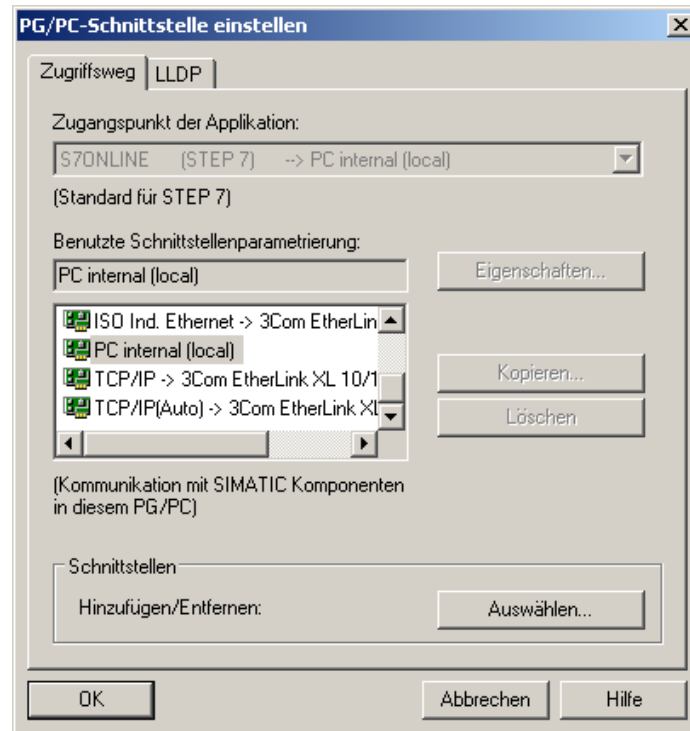 PG/PC-Schnittstelle einstellen
Zugriffsweg
LLDP
Zugangspunkt der Applikation:
S7ONLINE (STEP 7) --> PC internal (local)
(Standard für STEP 7)
Benutzte Schnittstellenparametrierung:
PC internal (local)
Eigenschaften...
ISO Ind. Ethernet -> 3Com EtherLin
PC internal (local)
TCP/IP -> 3Com EtherLink XL 10/1
TCP/IP(Auto) -> 3Com EtherLink XL
Kopieren...
Löschen
(Kommunikation mit SIMATIC Komponenten
in diesem PG/PC)
Schnittstellen
Hinzufügen/Entfernen:
Auswählen...
OK
Abbrechen
Hilfe